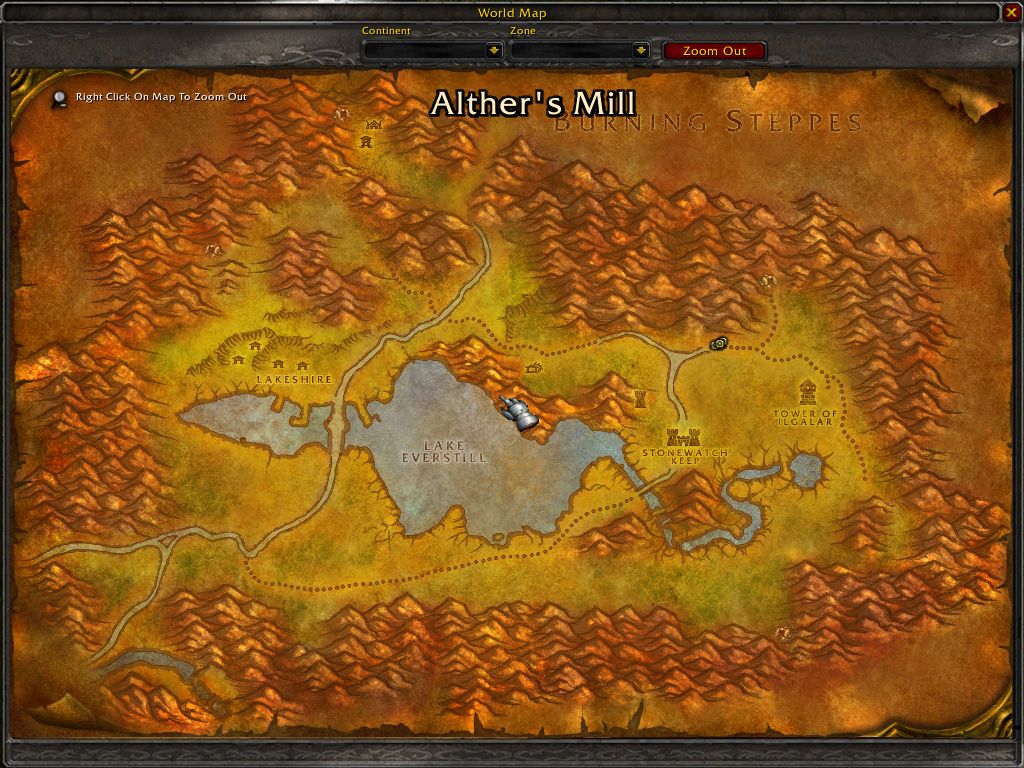 World Map
Continent
Zone
Zoom Out
Right Click On Map To Zoom Out
Alther's Mill
BURNING STEPPES
LAKESHIRE
LAKE
EVERSTILL
STONEWATCH
KEEP
TOWER OF
ILGALAR